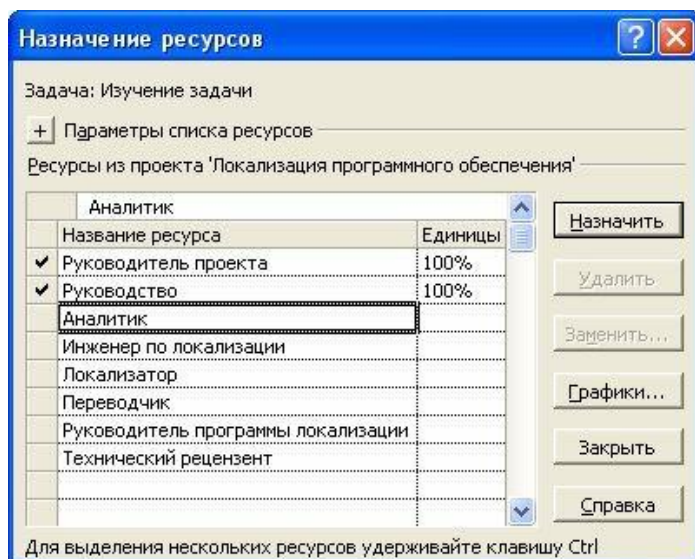 Назначение ресурсов
Задача: Изучение задачи
+ Параметры списка ресурсов
Ресурсы из проекта 'Локализация программного обеспечения'
Аналитик
Название ресурса Единицы
Руководитель проекта 100%
Руководство 100%
Аналитик
Инженер по локализации
Локализатор
Переводчик
Руководитель программы локализации
Технический рецензент
Назначить
Удалить
Заменить...
Графики...
Закрыть
Справка
Для выделения нескольких ресурсов удерживайте клавишу Ctrl